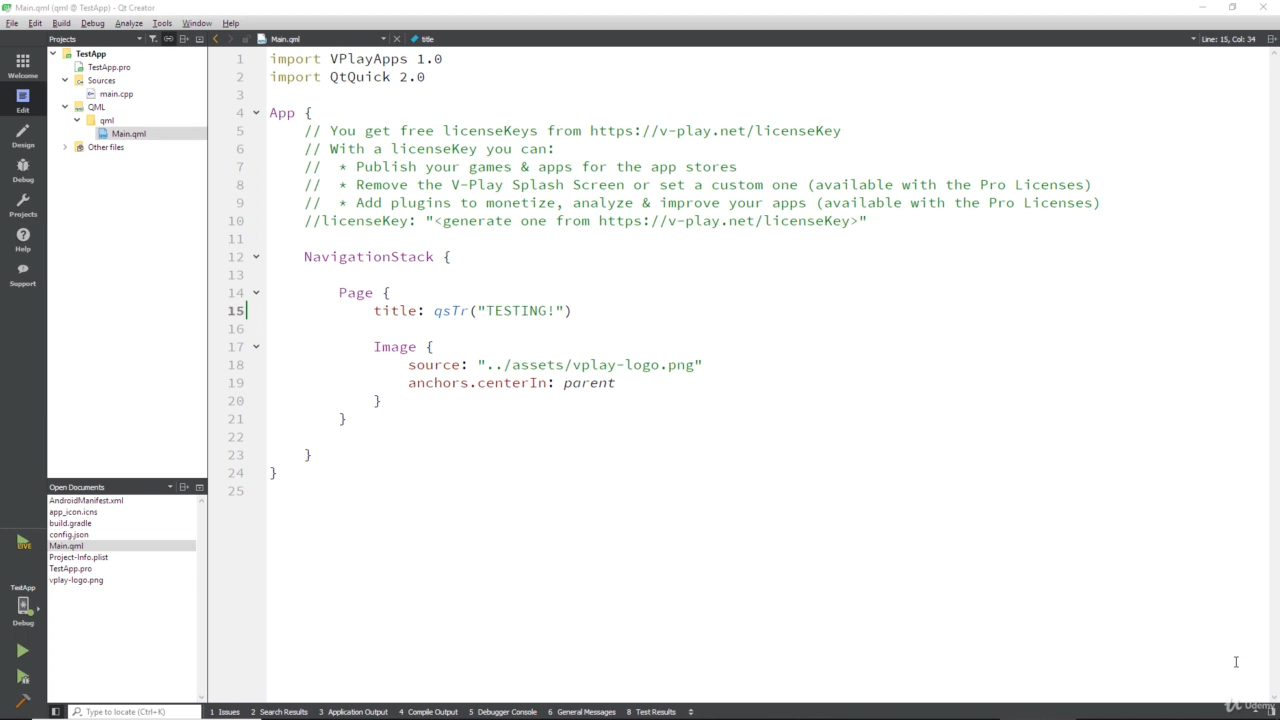 Main.qml (qml @ TestApp) - Qt Creator
File Edit Build Debug Analyze Tools Window Help
Projects
Main.qml
title
Line: 15, Col: 34
Welcome
Edit
Design
Debug
Projects
Help
Support
TestApp
TestApp.pro
Sources
main.cpp
QML
qml
Main.qml
Other files
1 import VPlayApps 1.0
2 import QtQuick 2.0
3
4 App {
5 // You get free licenseKeys from https://v-play.net/licenseKey
6 // With a licenseKey you can:
7 // * Publish your games & apps for the app stores
8 // * Remove the V-Play Splash Screen or set a custom one (available with the Pro Licenses)
9 // * Add plugins to monetize, analyze & improve your apps (available with the Pro Licenses)
10 //licenseKey: "<generate one from https://v-play.net/licenseKey>"
11
12 NavigationStack {
13
14 Page {
15 title: qsTr("TESTING!")
16
17 Image {
18 source: "../assets/vplay-logo.png"
19 anchors.centerIn: parent
20 }
21 }
22
23 }
24 }
25
Open Documents
AndroidManifest.xml
app_icon.icns
build.gradle
config.json
Main.qml
Project-Info.plist
TestApp.pro
vplay-logo.png
LIVE
TestApp
Debug
Type to locate (Ctrl+K)
1 Issues 2 Search Results 3 Application Output 4 Compile Output 5 Debugger Console 6 General Messages 8 Test Results
Udemy